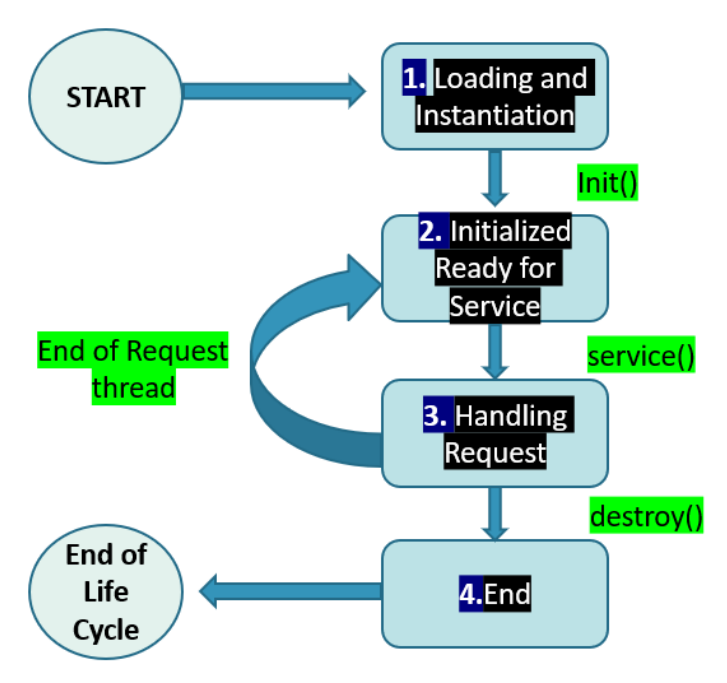 START
1. Loading and
Instantiation
Init()
2. Initialized
Ready for
Service
End of Request
thread
service()
3. Handling
Request
destroy()
End of
Life
Cycle
4.End